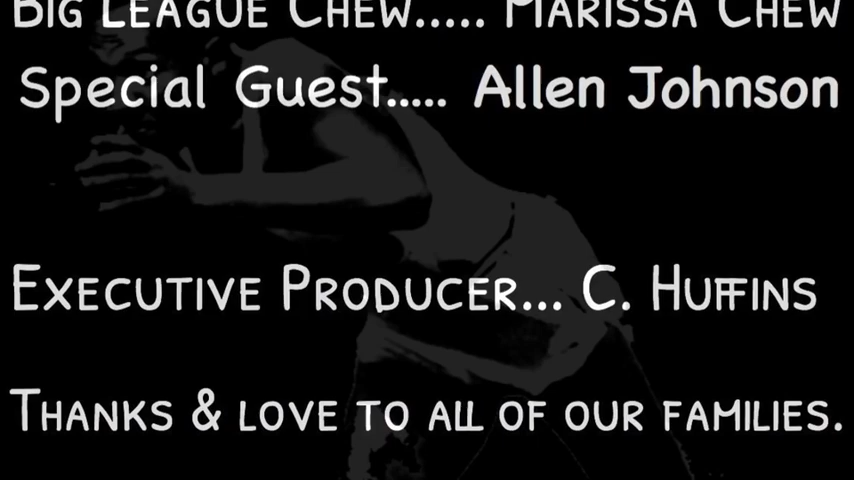 Big League Chew..... Marissa Chew
Special Guest..... Allen Johnson
Executive Producer... C. Huffins
Thanks & love to all of our families.